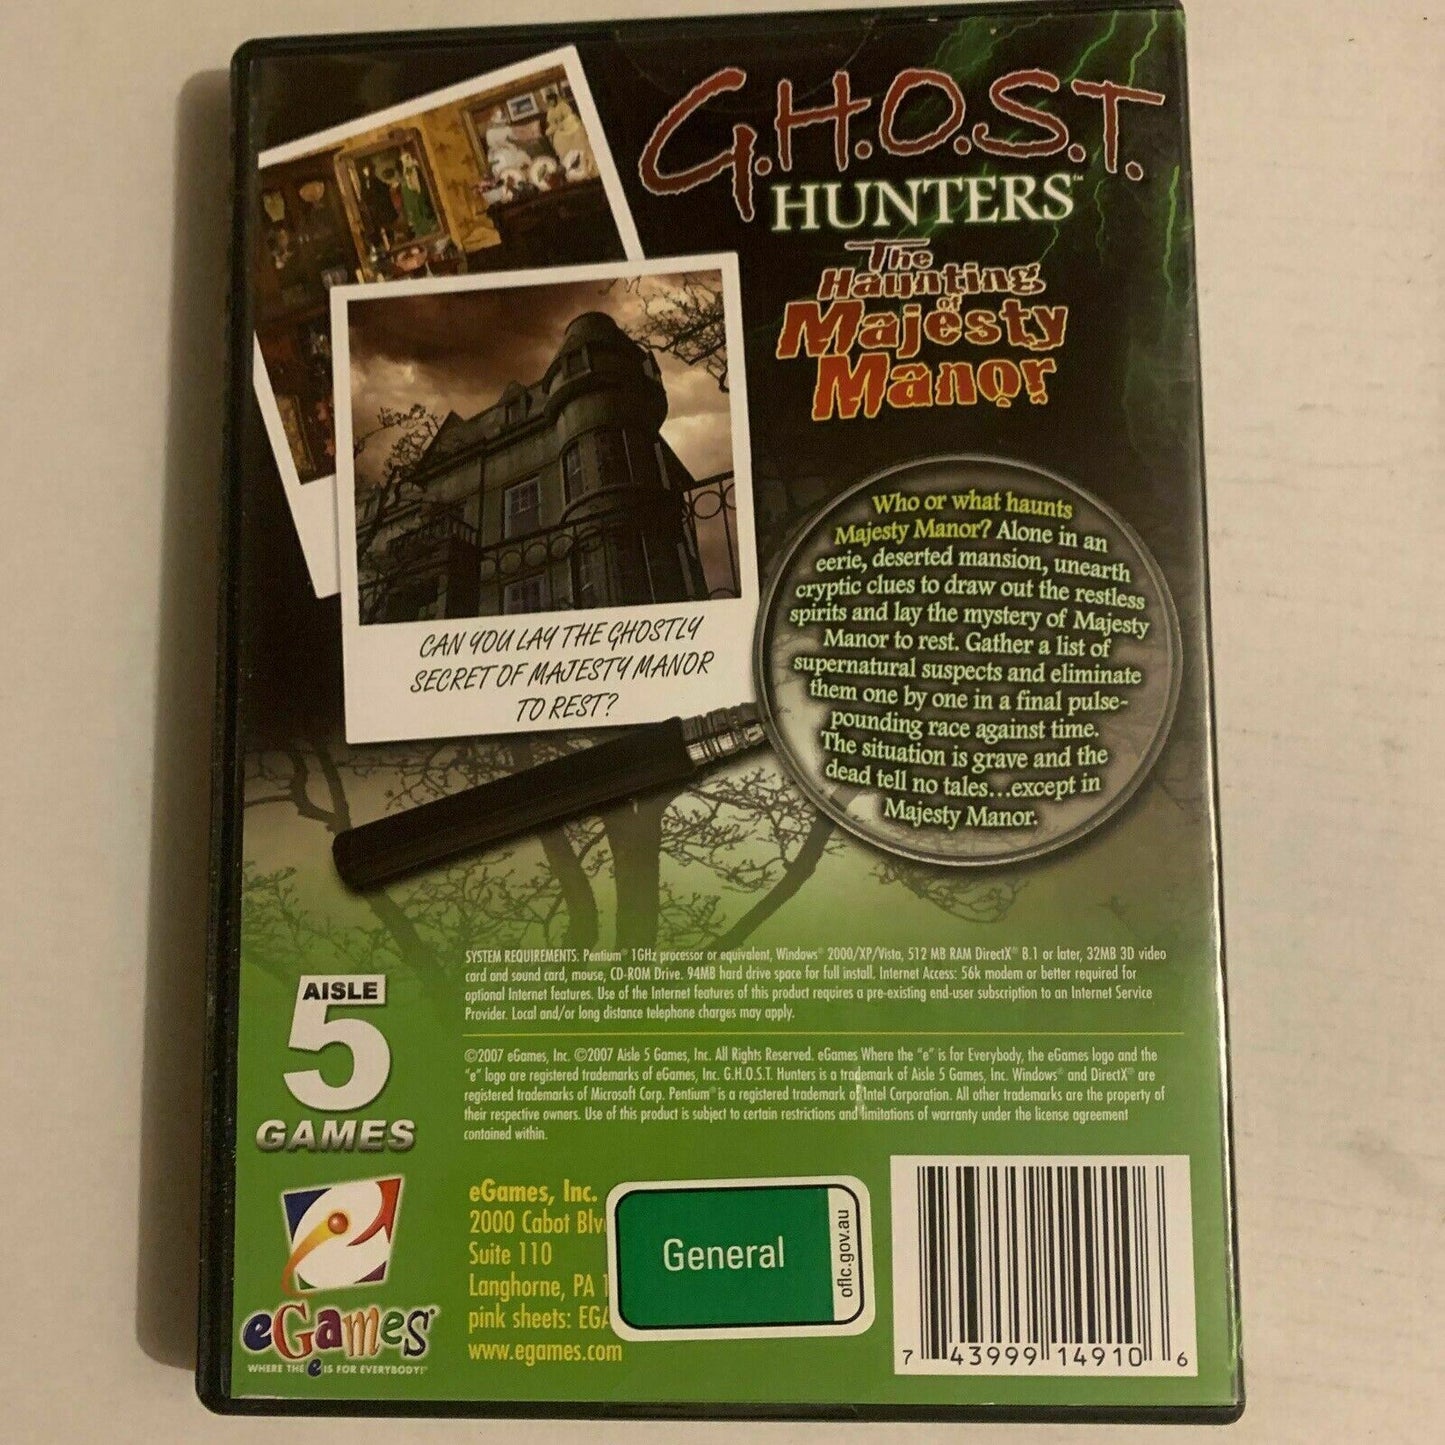 G.H.O.S.T.
HUNTERS™
The
Haunting
of
Majesty
Manor
CAN YOU LAY THE GHOSTLY
SECRET OF MAJESTY MANOR
TO REST?
Who or what haunts
Majesty Manor? Alone in an
eerie, deserted mansion, unearth
cryptic clues to draw out the restless
spirits and lay the mystery of Majesty
Manor to rest. Gather a list of
supernatural suspects and eliminate
them one by one in a final pulse-
pounding race against time.
The situation is grave and the
dead tell no tales...except in
Majesty Manor.
SYSTEM REQUIREMENTS: Pentium® 1GHz processor or equivalent, Windows® 2000/XP/Vista, 512 MB RAM DirectX® 8.1 or later, 32MB 3D video
card and sound card, mouse, CD-ROM Drive. 94MB hard drive space for full install. Internet Access: 56k modem or better required for
optional Internet features. Use of the Internet features of this product requires a pre-existing end-user subscription to an Internet Service
Provider. Local and/or long distance telephone charges may apply.
©2007 eGames, Inc. ©2007 Aisle 5 Games, Inc. All Rights Reserved. eGames Where the "e" is for Everybody, the eGames logo and the
"e" logo are registered trademarks of eGames, Inc. G.H.O.S.T. Hunters is a trademark of Aisle 5 Games, Inc. Windows® and DirectX® are
registered trademarks of Microsoft Corp. Pentium® is a registered trademark of Intel Corporation. All other trademarks are the property of
their respective owners. Use of this product is subject to certain restrictions and limitations of warranty under the license agreement
contained within.
AISLE
5
GAMES
eGames®
WHERE THE e IS FOR EVERYBODY!®
eGames, Inc.
2000 Cabot Blv
Suite 110
Langhorne, PA 1
pink sheets: EGA
www.egames.com
General
oflc.gov.au
7 43999 14910 6